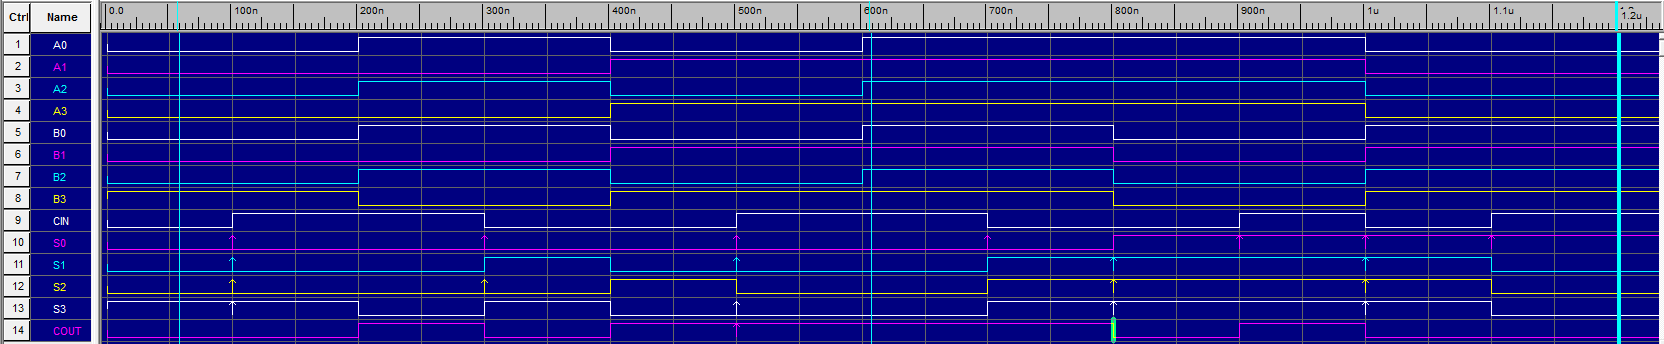 Ctrl Name 0.0 100n 200n 300n 400n 500n 600n 700n 800n 900n 1u 1.1u 1.2u
1 A0
2 A1
3 A2
4 A3
5 B0
6 B1
7 B2
8 B3
9 CIN
10 S0
11 S1
12 S2
13 S3
14 COUT